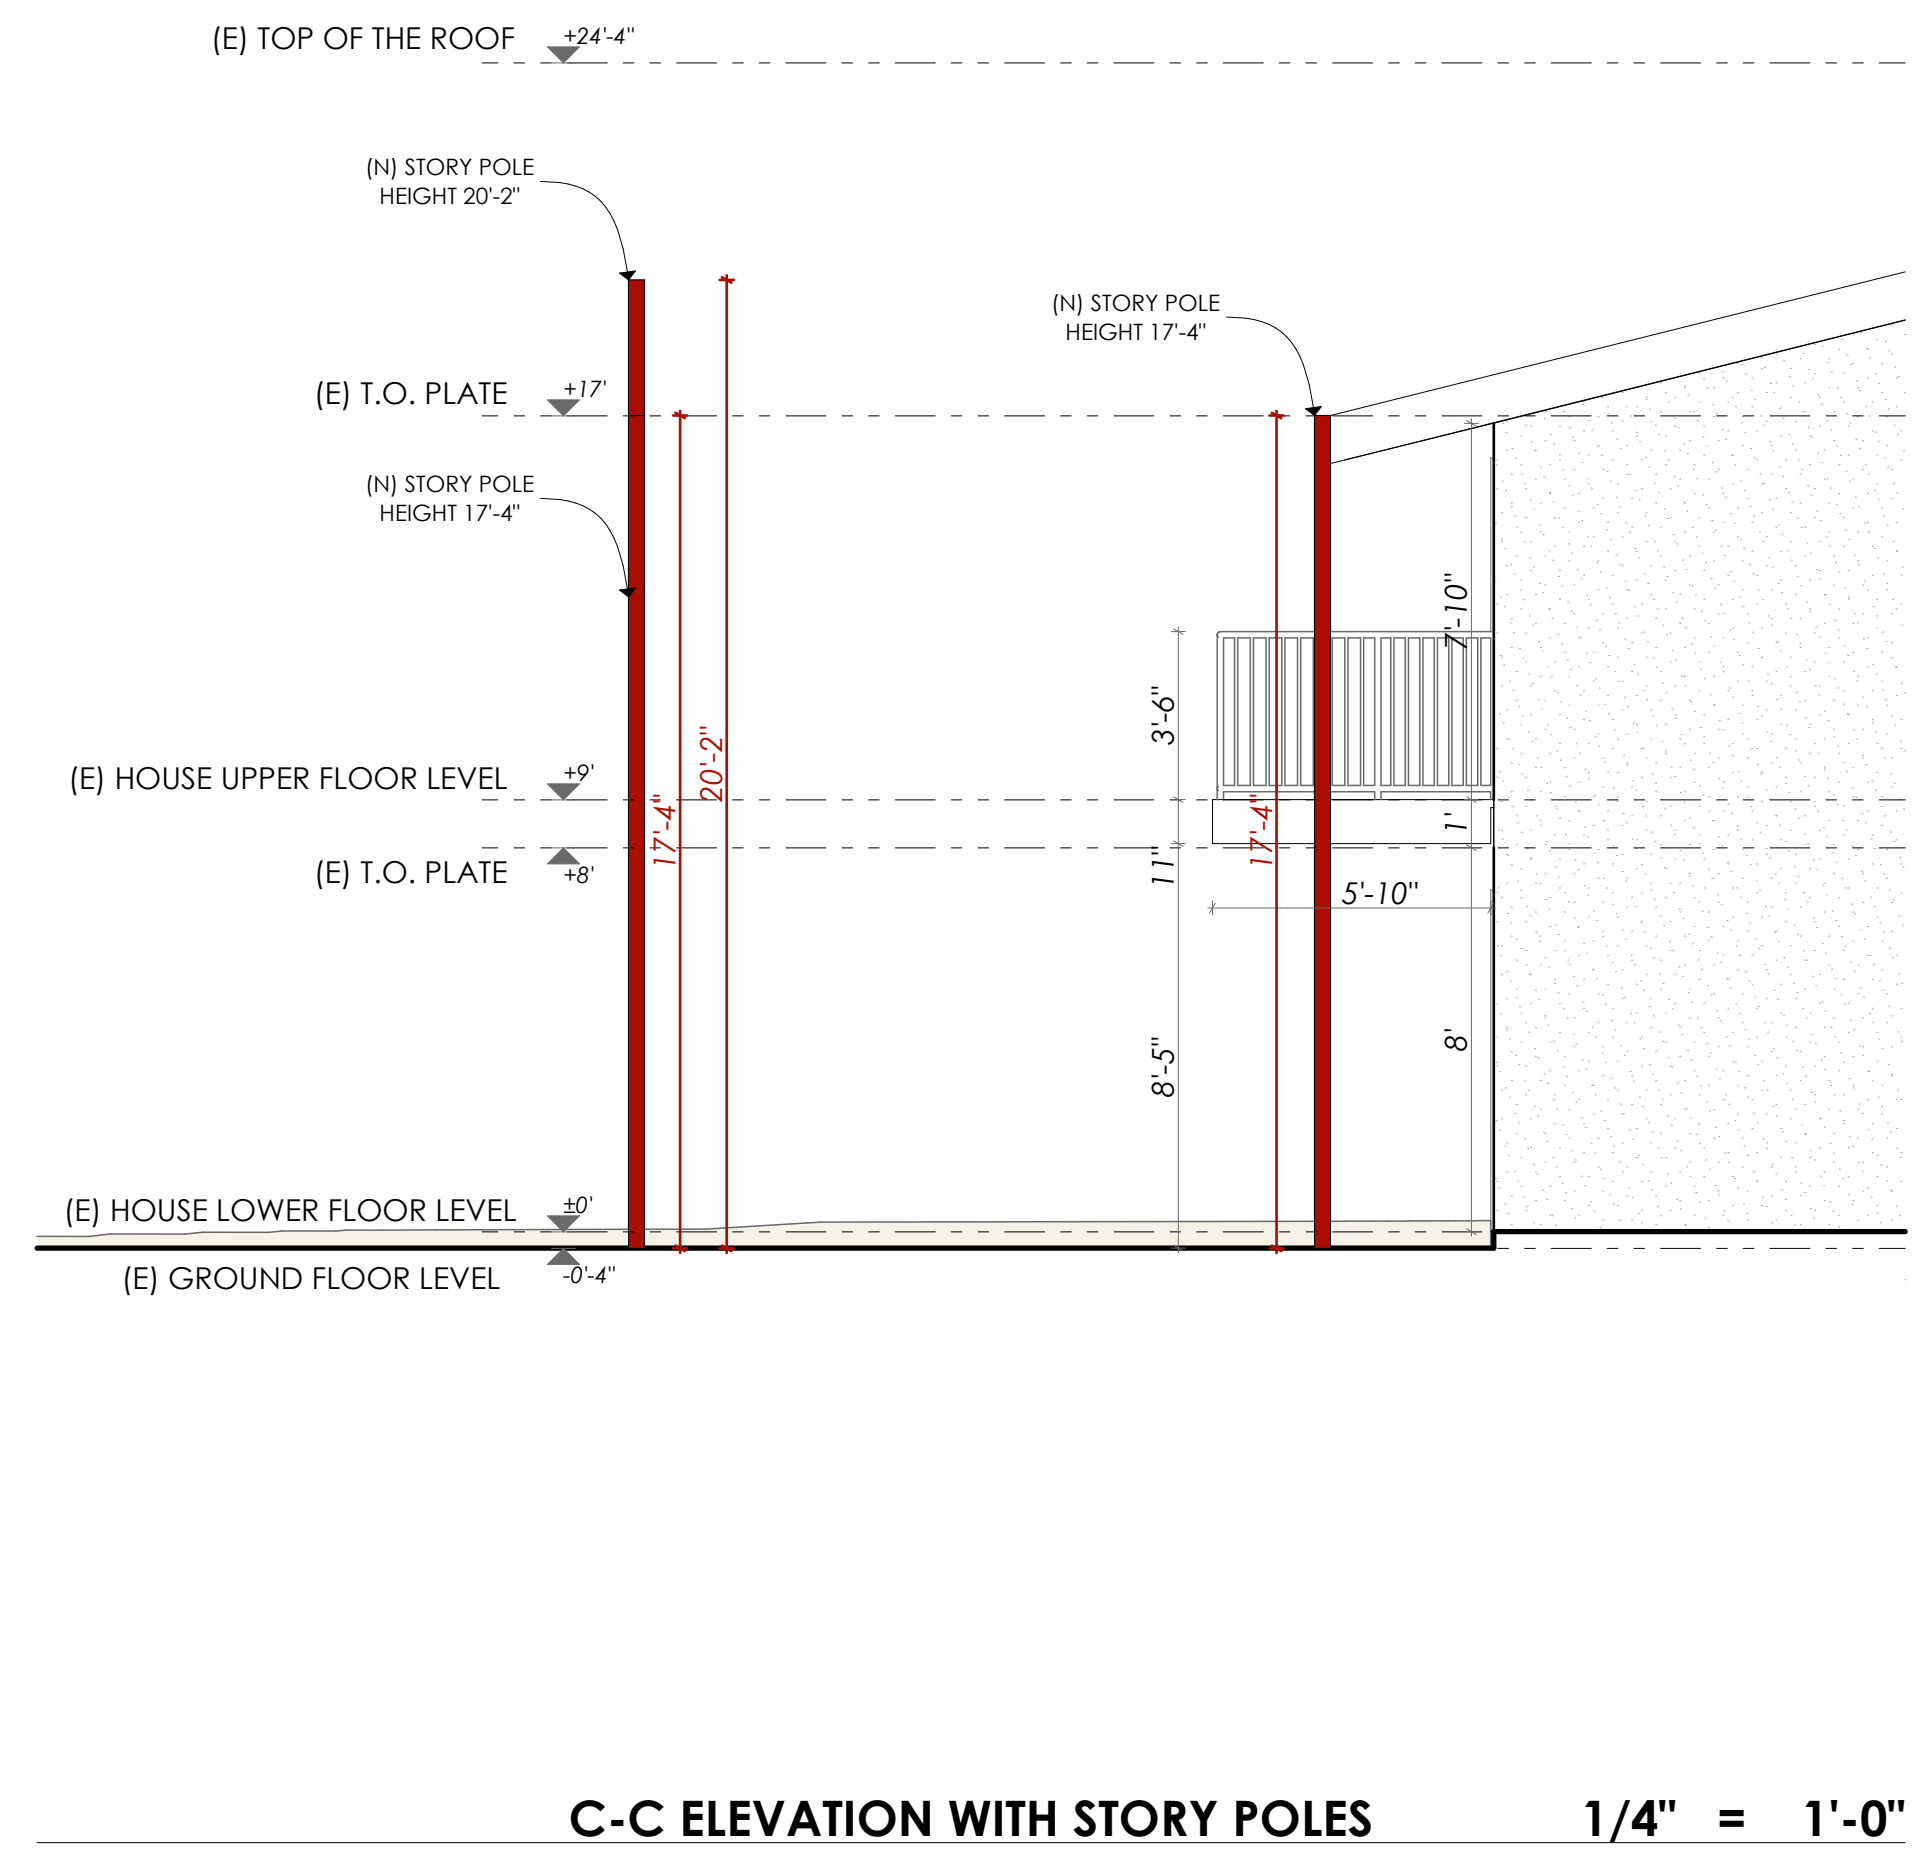 (E) TOP OF THE ROOF +24'-4"
(N) STORY POLE
HEIGHT 20'-2"
(N) STORY POLE
HEIGHT 17'-4"
(E) T.O. PLATE +17'
(N) STORY POLE
HEIGHT 17'-4"
7'-10"
3'-6"
20'-2"
(E) HOUSE UPPER FLOOR LEVEL +9'
17'-4"
17'-4"
1'
(E) T.O. PLATE +8'
11"
5'-10"
8'-5"
8'
(E) HOUSE LOWER FLOOR LEVEL ±0'
(E) GROUND FLOOR LEVEL -0'-4"
C-C ELEVATION WITH STORY POLES 1/4" = 1'-0"